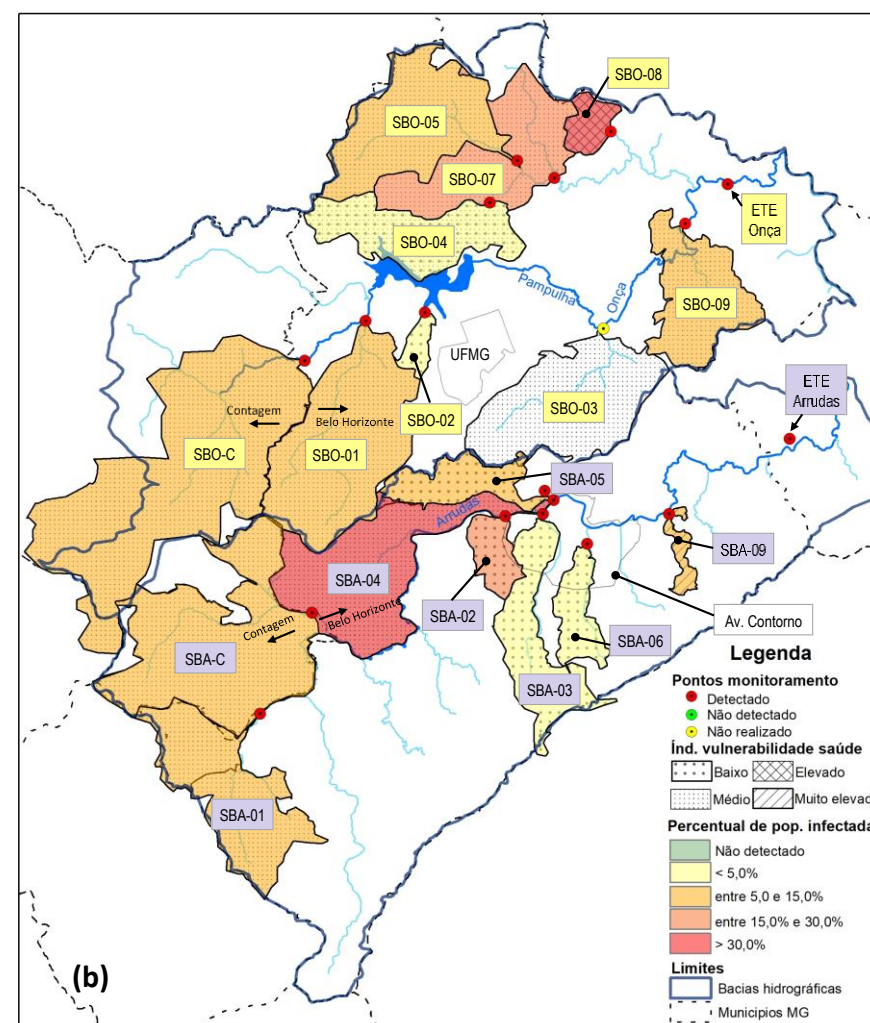 SBO-08
SBO-05
SBO-07
ETE
Onça
SBO-04
Pampulha
Onça
SBO-09
UFMG
ETE
Arrudas
Contagem
Belo Horizonte
SBO-03
SBO-02
SBO-C
SBO-01
SBA-05
Arrudas
SBA-09
SBA-04
SBA-02
Belo Horizonte
Contagem
Av. Contorno
SBA-06
SBA-C
SBA-03
SBA-01
Legenda
Pontos monitoramento
Detectado
Não detectado
Não realizado
Índ. vulnerabilidade saúde
Baixo Elevado
Médio Muito elevad
Percentual de pop. infectada
Não detectado
< 5,0%
entre 5,0 e 15,0%
entre 15,0% e 30,0%
> 30,0%
Limites
Bacias hidrográficas
Municipios MG
(b)